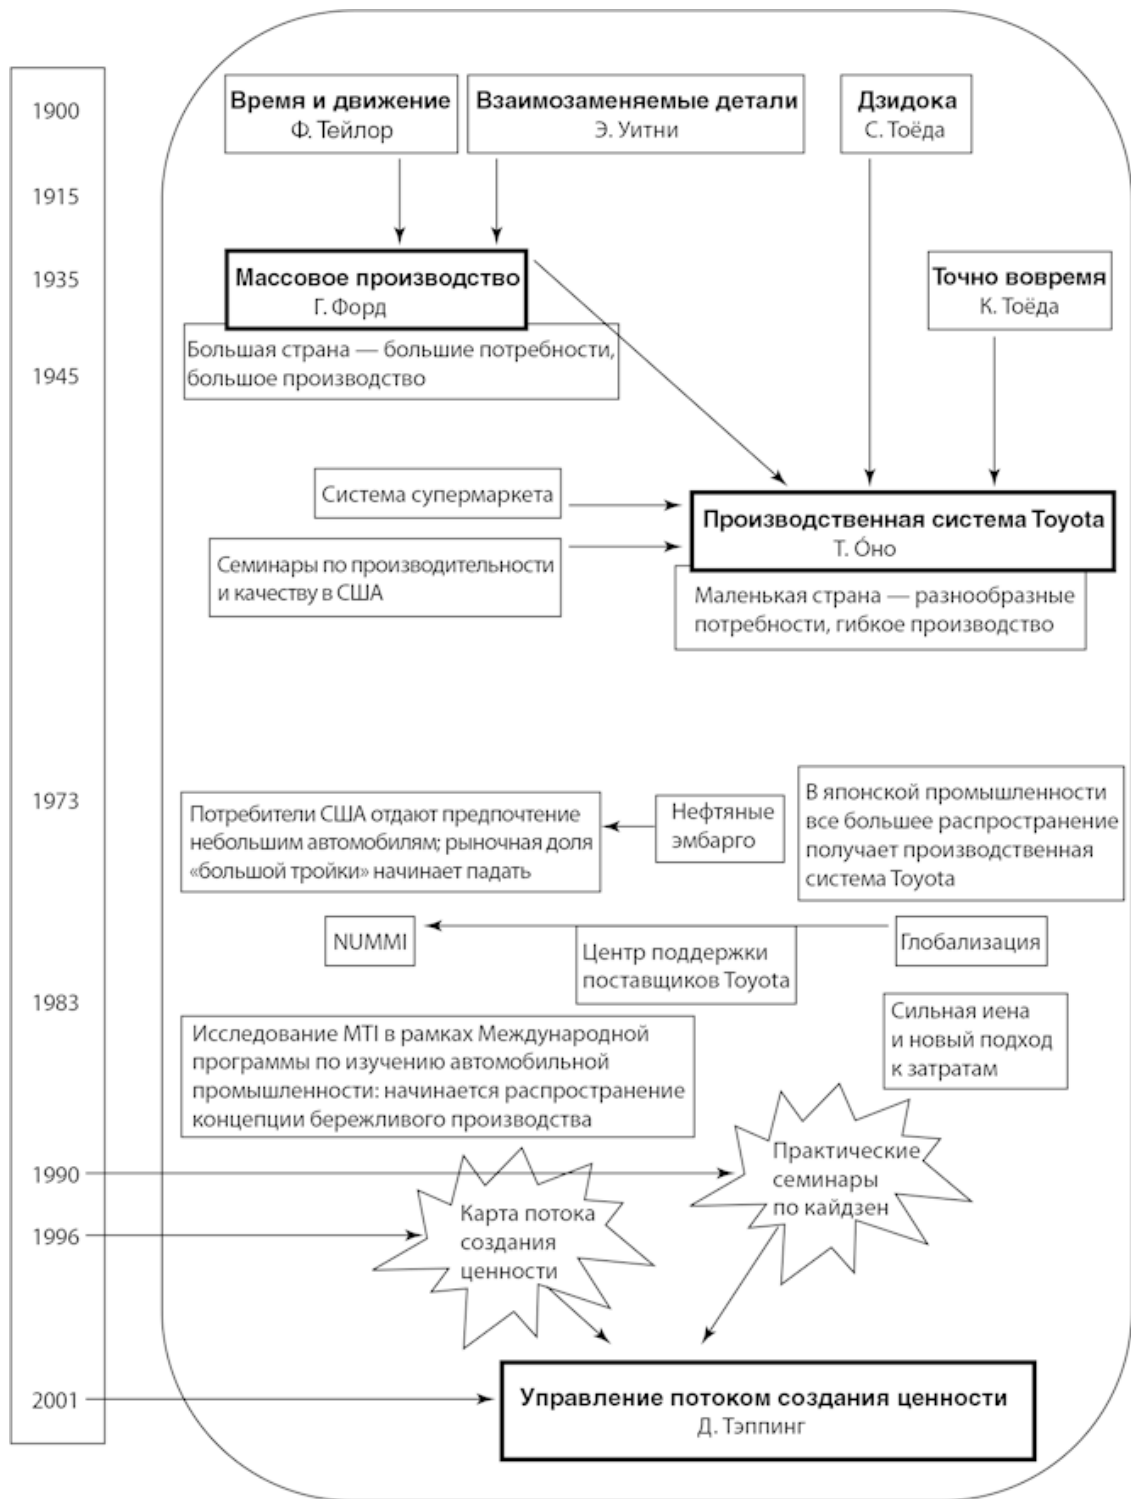 1900
Время и движение
Ф. Тейлор
Взаимозаменяемые детали
Э. Уитни
Дзидока
С. Тоёда
1915
1935
Массовое производство
Г. Форд
Точно вовремя
К. Тоёда
Большая страна — большие потребности,
большое производство
1945
Система супермаркета
Производственная система Toyota
Т. Óно
Семинары по производительности
и качеству в США
Маленькая страна — разнообразные
потребности, гибкое производство
1973
Потребители США отдают предпочтение
небольшим автомобилям; рыночная доля
«большой тройки» начинает падать
Нефтяные
эмбарго
В японской промышленности
все большее распространение
получает производственная
система Toyota
NUMMI
Центр поддержки
поставщиков Toyota
Глобализация
1983
Исследование MTI в рамках Международной
программы по изучению автомобильной
промышленности: начинается распространение
концепции бережливого производства
Сильная иена
и новый подход
к затратам
1990
Практические
семинары
по кайдзен
1996
Карта потока
создания
ценности
2001
Управление потоком создания ценности
Д. Тэппинг